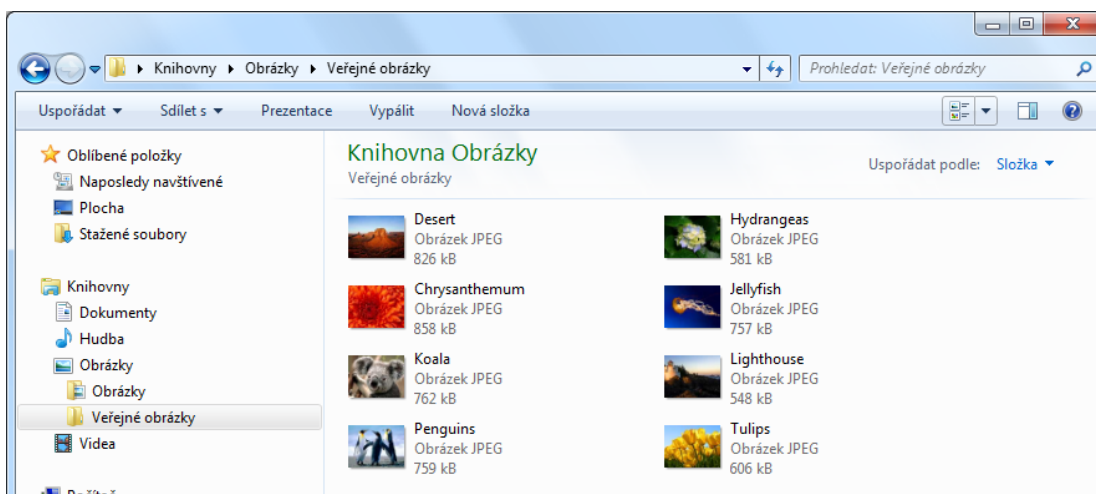 Knihovny Obrázky Veřejné obrázky
Prohledat: Veřejné obrázky
Uspořádat Sdílet s Prezentace Vypálit Nová složka
Oblíbené položky
Naposledy navštívené
Plocha
Stažené soubory
Knihovny
Dokumenty
Hudba
Obrázky
Obrázky
Veřejné obrázky
Videa
Knihovna Obrázky
Veřejné obrázky
Uspořádat podle: Složka
Desert
Obrázek JPEG
826 kB
Hydrangeas
Obrázek JPEG
581 kB
Chrysanthemum
Obrázek JPEG
858 kB
Jellyfish
Obrázek JPEG
757 kB
Koala
Obrázek JPEG
762 kB
Lighthouse
Obrázek JPEG
548 kB
Penguins
Obrázek JPEG
759 kB
Tulips
Obrázek JPEG
606 kB